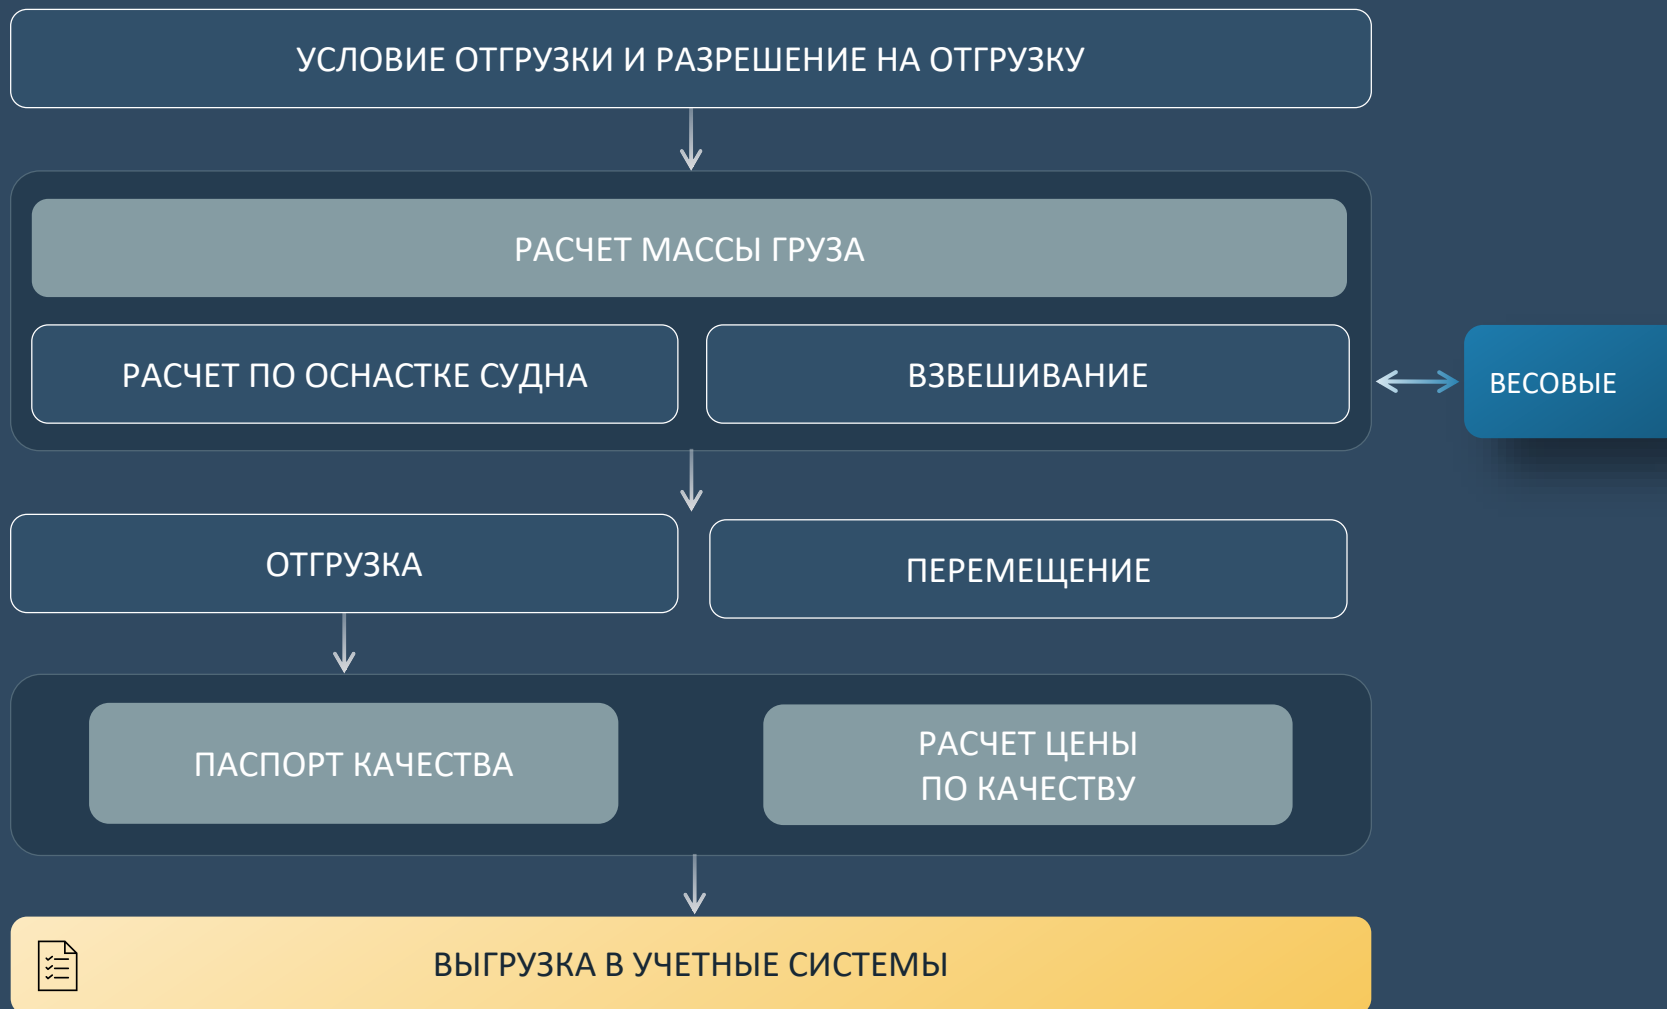 УСЛОВИЕ ОТГРУЗКИ И РАЗРЕШЕНИЕ НА ОТГРУЗКУ
РАСЧЕТ МАССЫ ГРУЗА
РАСЧЕТ ПО ОСНАСТКЕ СУДНА
ВЗВЕШИВАНИЕ
ВЕСОВЫЕ
ОТГРУЗКА
ПЕРЕМЕЩЕНИЕ
ПАСПОРТ КАЧЕСТВА
РАСЧЕТ ЦЕНЫ
ПО КАЧЕСТВУ
ВЫГРУЗКА В УЧЕТНЫЕ СИСТЕМЫ